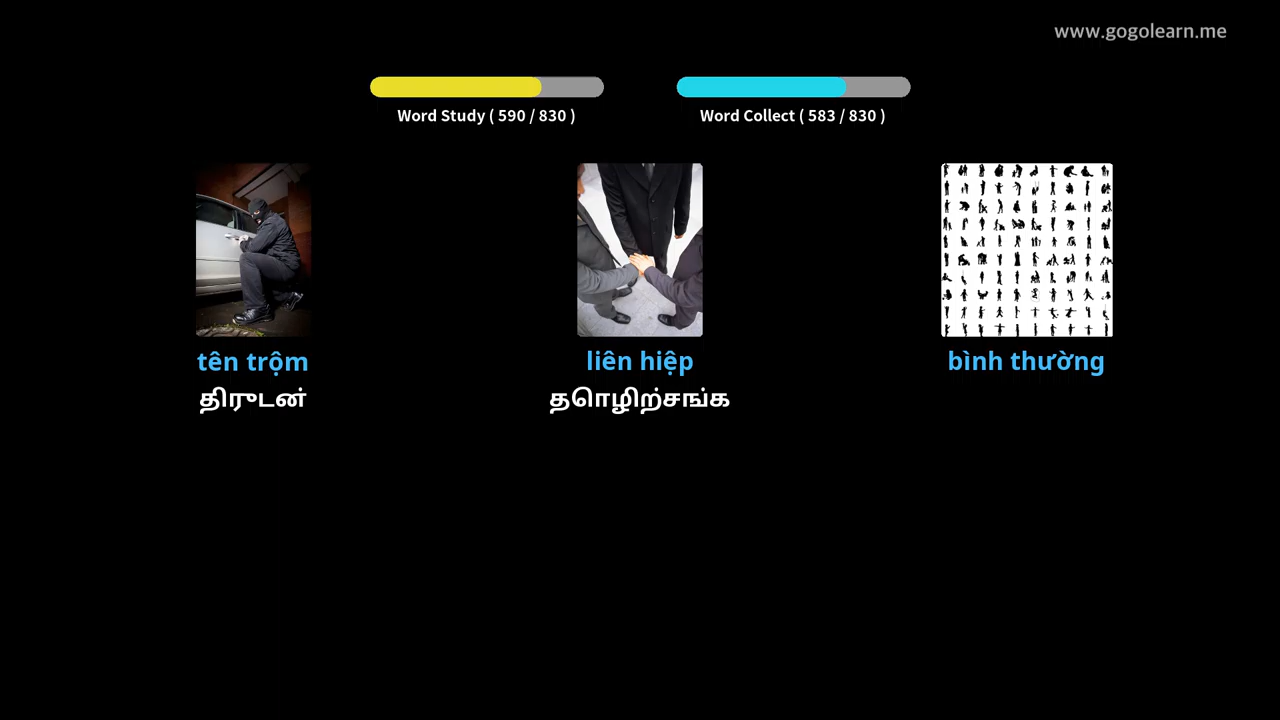 www.gogolearn.me
Word Study ( 590 / 830 )
Word Collect ( 583 / 830 )
tên trộm
liên hiệp
bình thường
திருடன்
தொழிற்சங்க